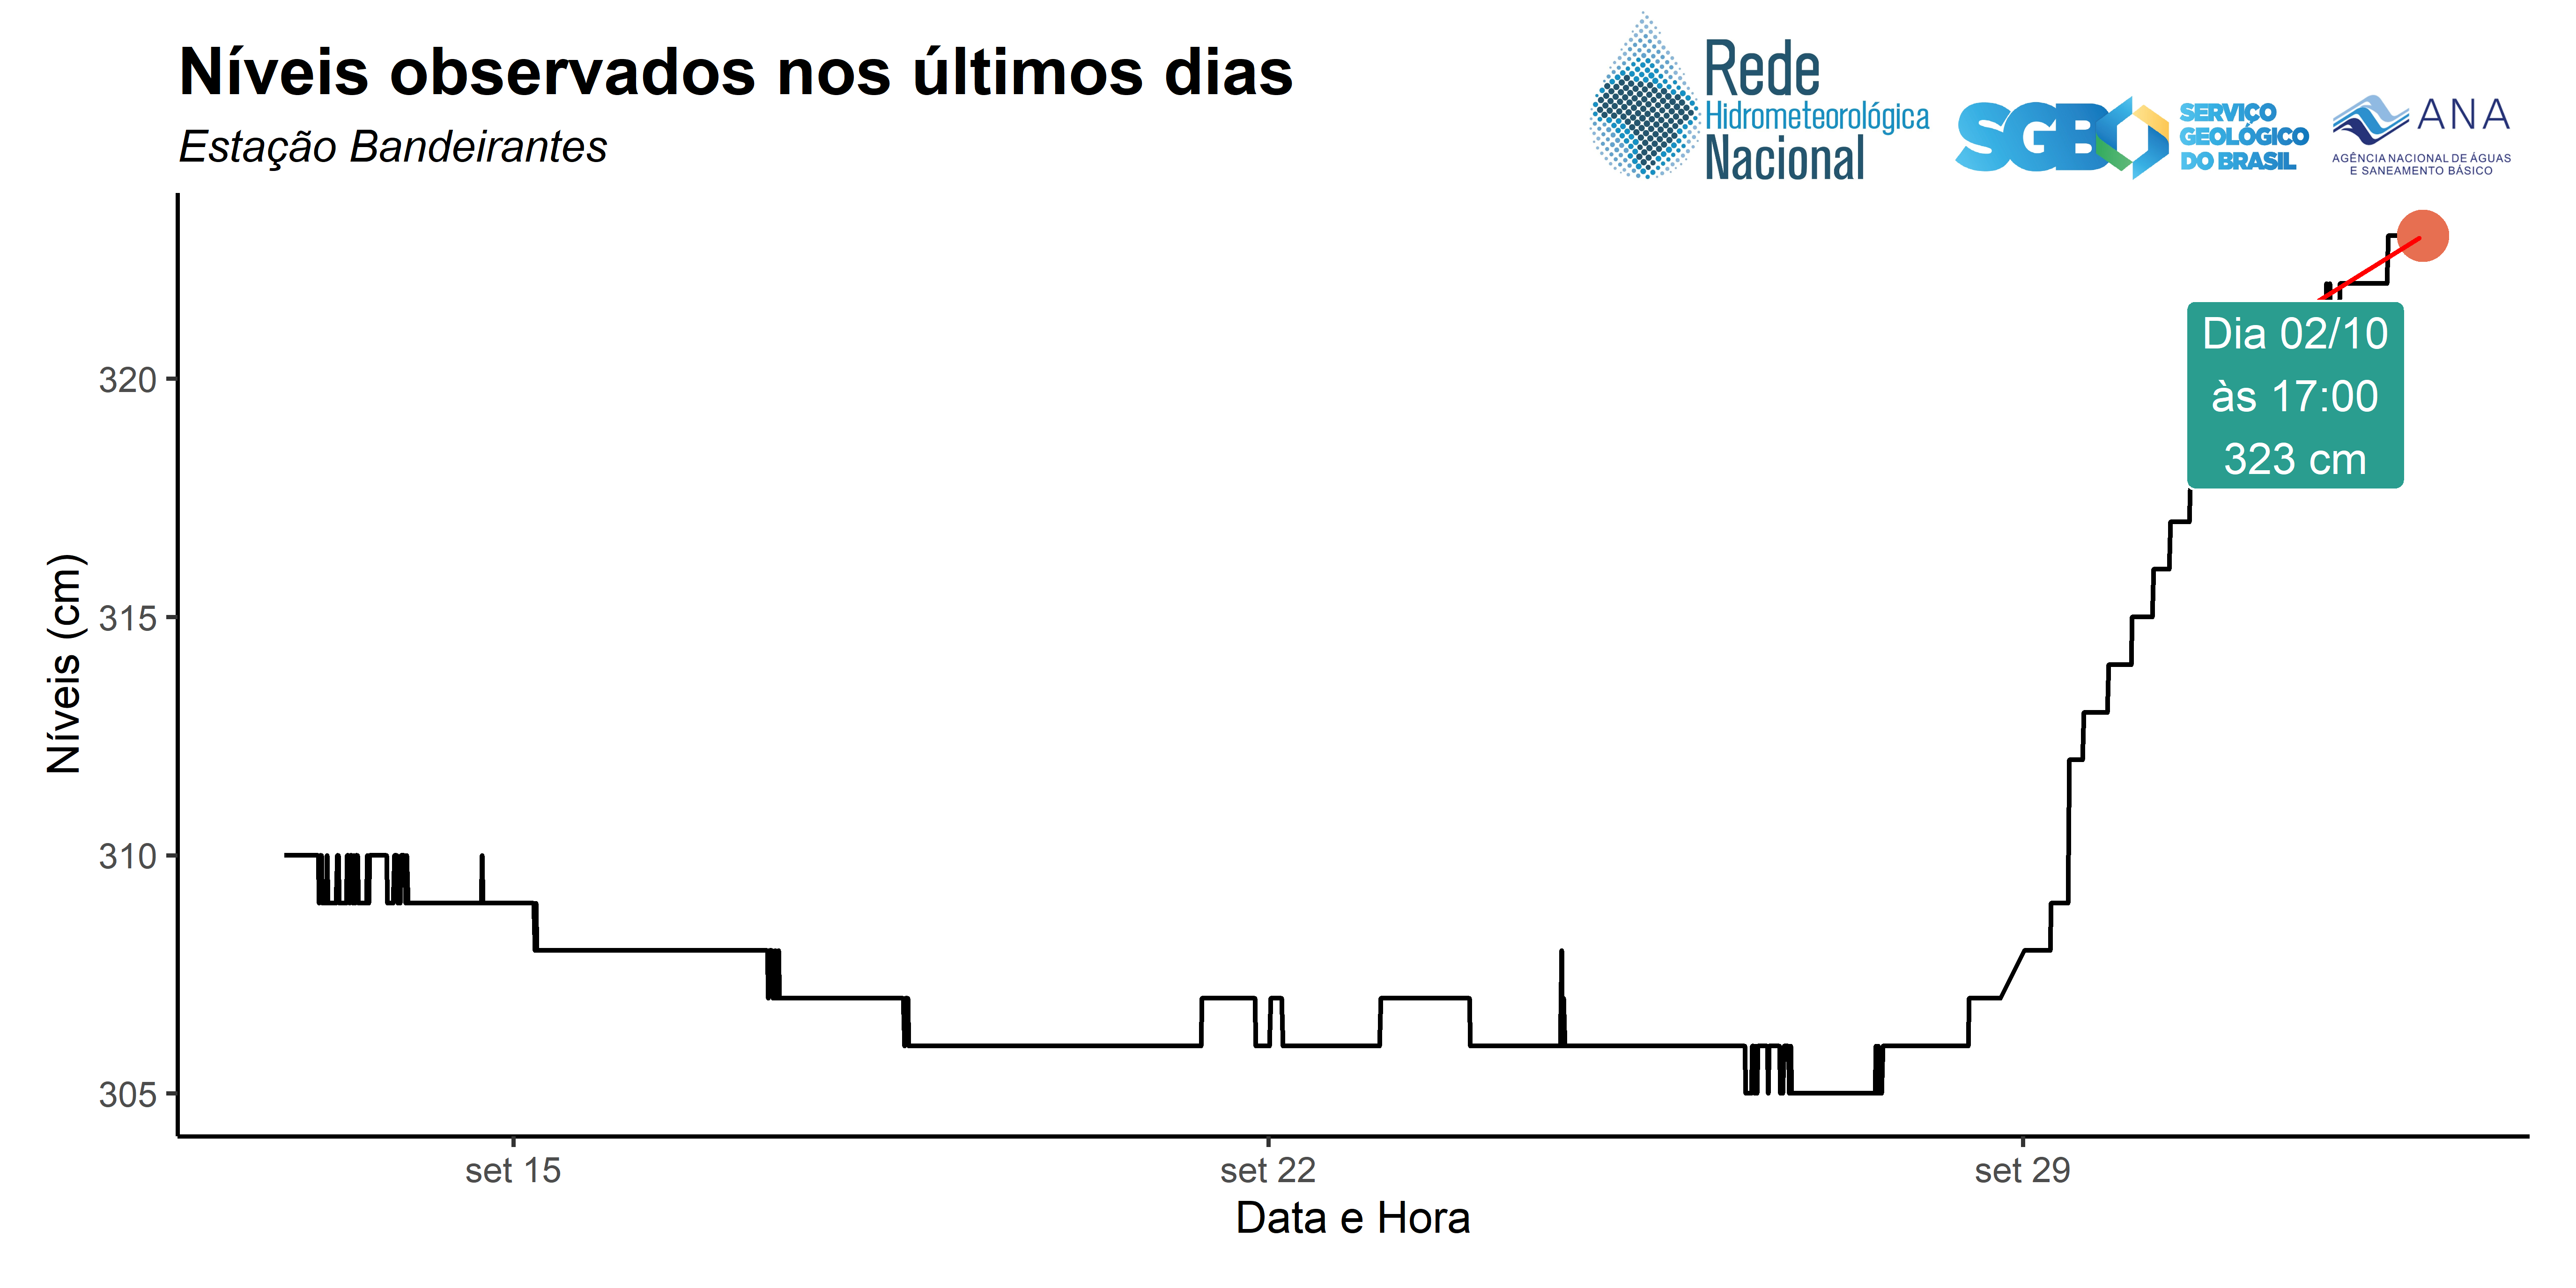 Níveis observados nos últimos dias
Estação Bandeirantes
Rede
Hidrometeorológica
Nacional
SGB
SERVIÇO
GEOLÓGICO
DO BRASIL
ANA
AGÊNCIA NACIONAL DE ÁGUAS
E SANEAMENTO BÁSICO
Dia 02/10
às 17:00
323 cm
Níveis (cm)
320
315
310
305
set 15
set 22
set 29
Data e Hora